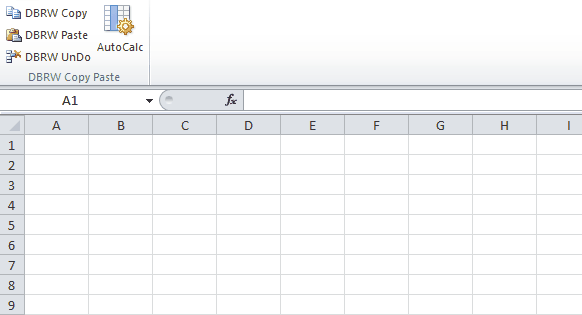 DBRW Copy
DBRW Paste
DBRW UnDo
AutoCalc
DBRW Copy Paste
A1 fx
A B C D E F G H I
1
2
3
4
5
6
7
8
9